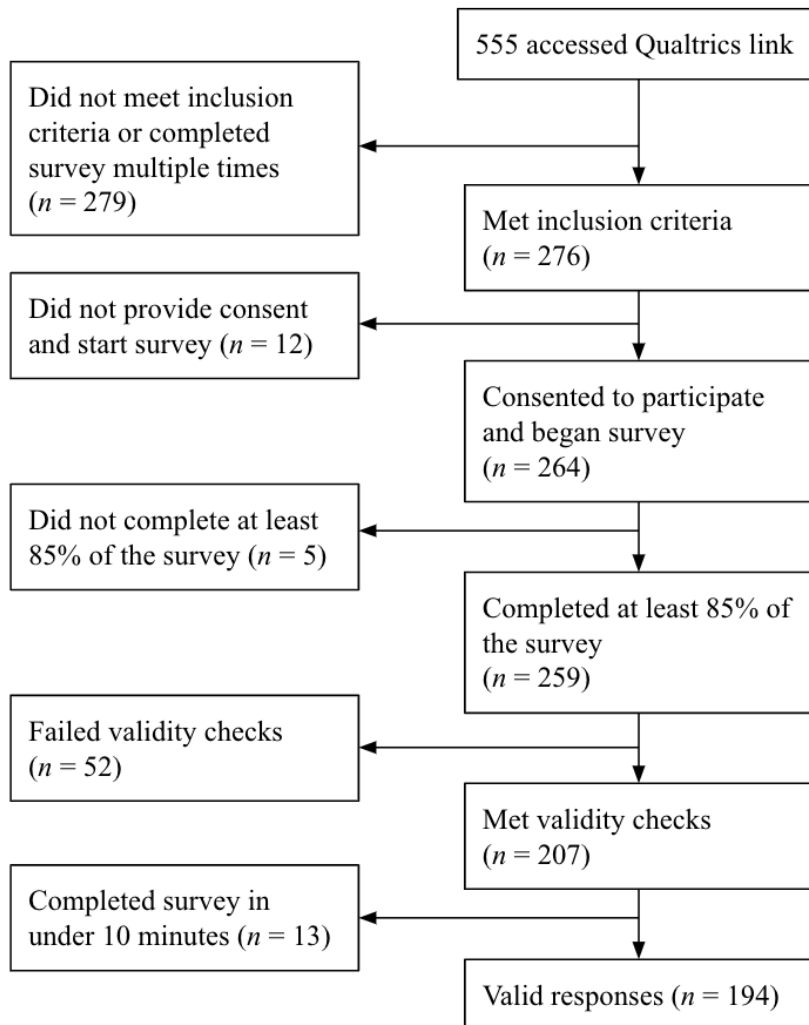 555 accessed Qualtrics link
Did not meet inclusion
criteria or completed
survey multiple times
(n = 279)
Met inclusion criteria
(n = 276)
Did not provide consent
and start survey (n = 12)
Consented to participate
and began survey
(n = 264)
Did not complete at least
85% of the survey (n = 5)
Completed at least 85% of
the survey
(n = 259)
Failed validity checks
(n = 52)
Met validity checks
(n = 207)
Completed survey in
under 10 minutes (n = 13)
Valid responses (n = 194)